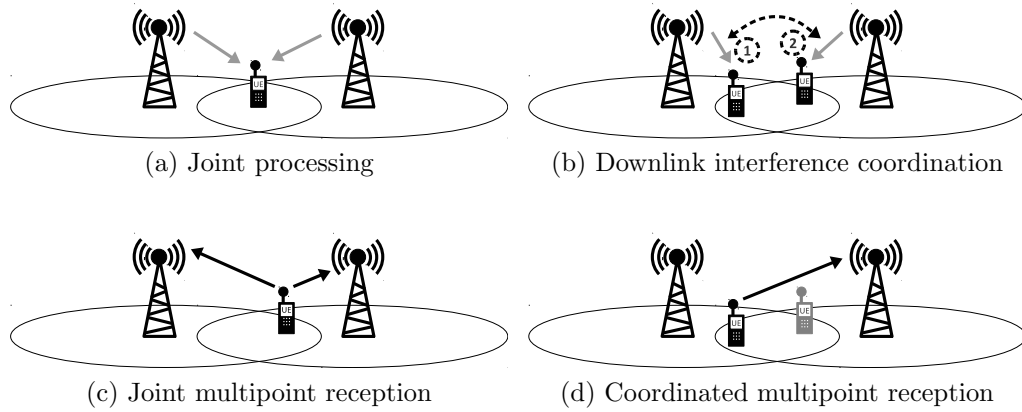 UE
(a) Joint processing
1
2
UE
UE
(b) Downlink interference coordination
UE
(c) Joint multipoint reception
UE
UE
(d) Coordinated multipoint reception